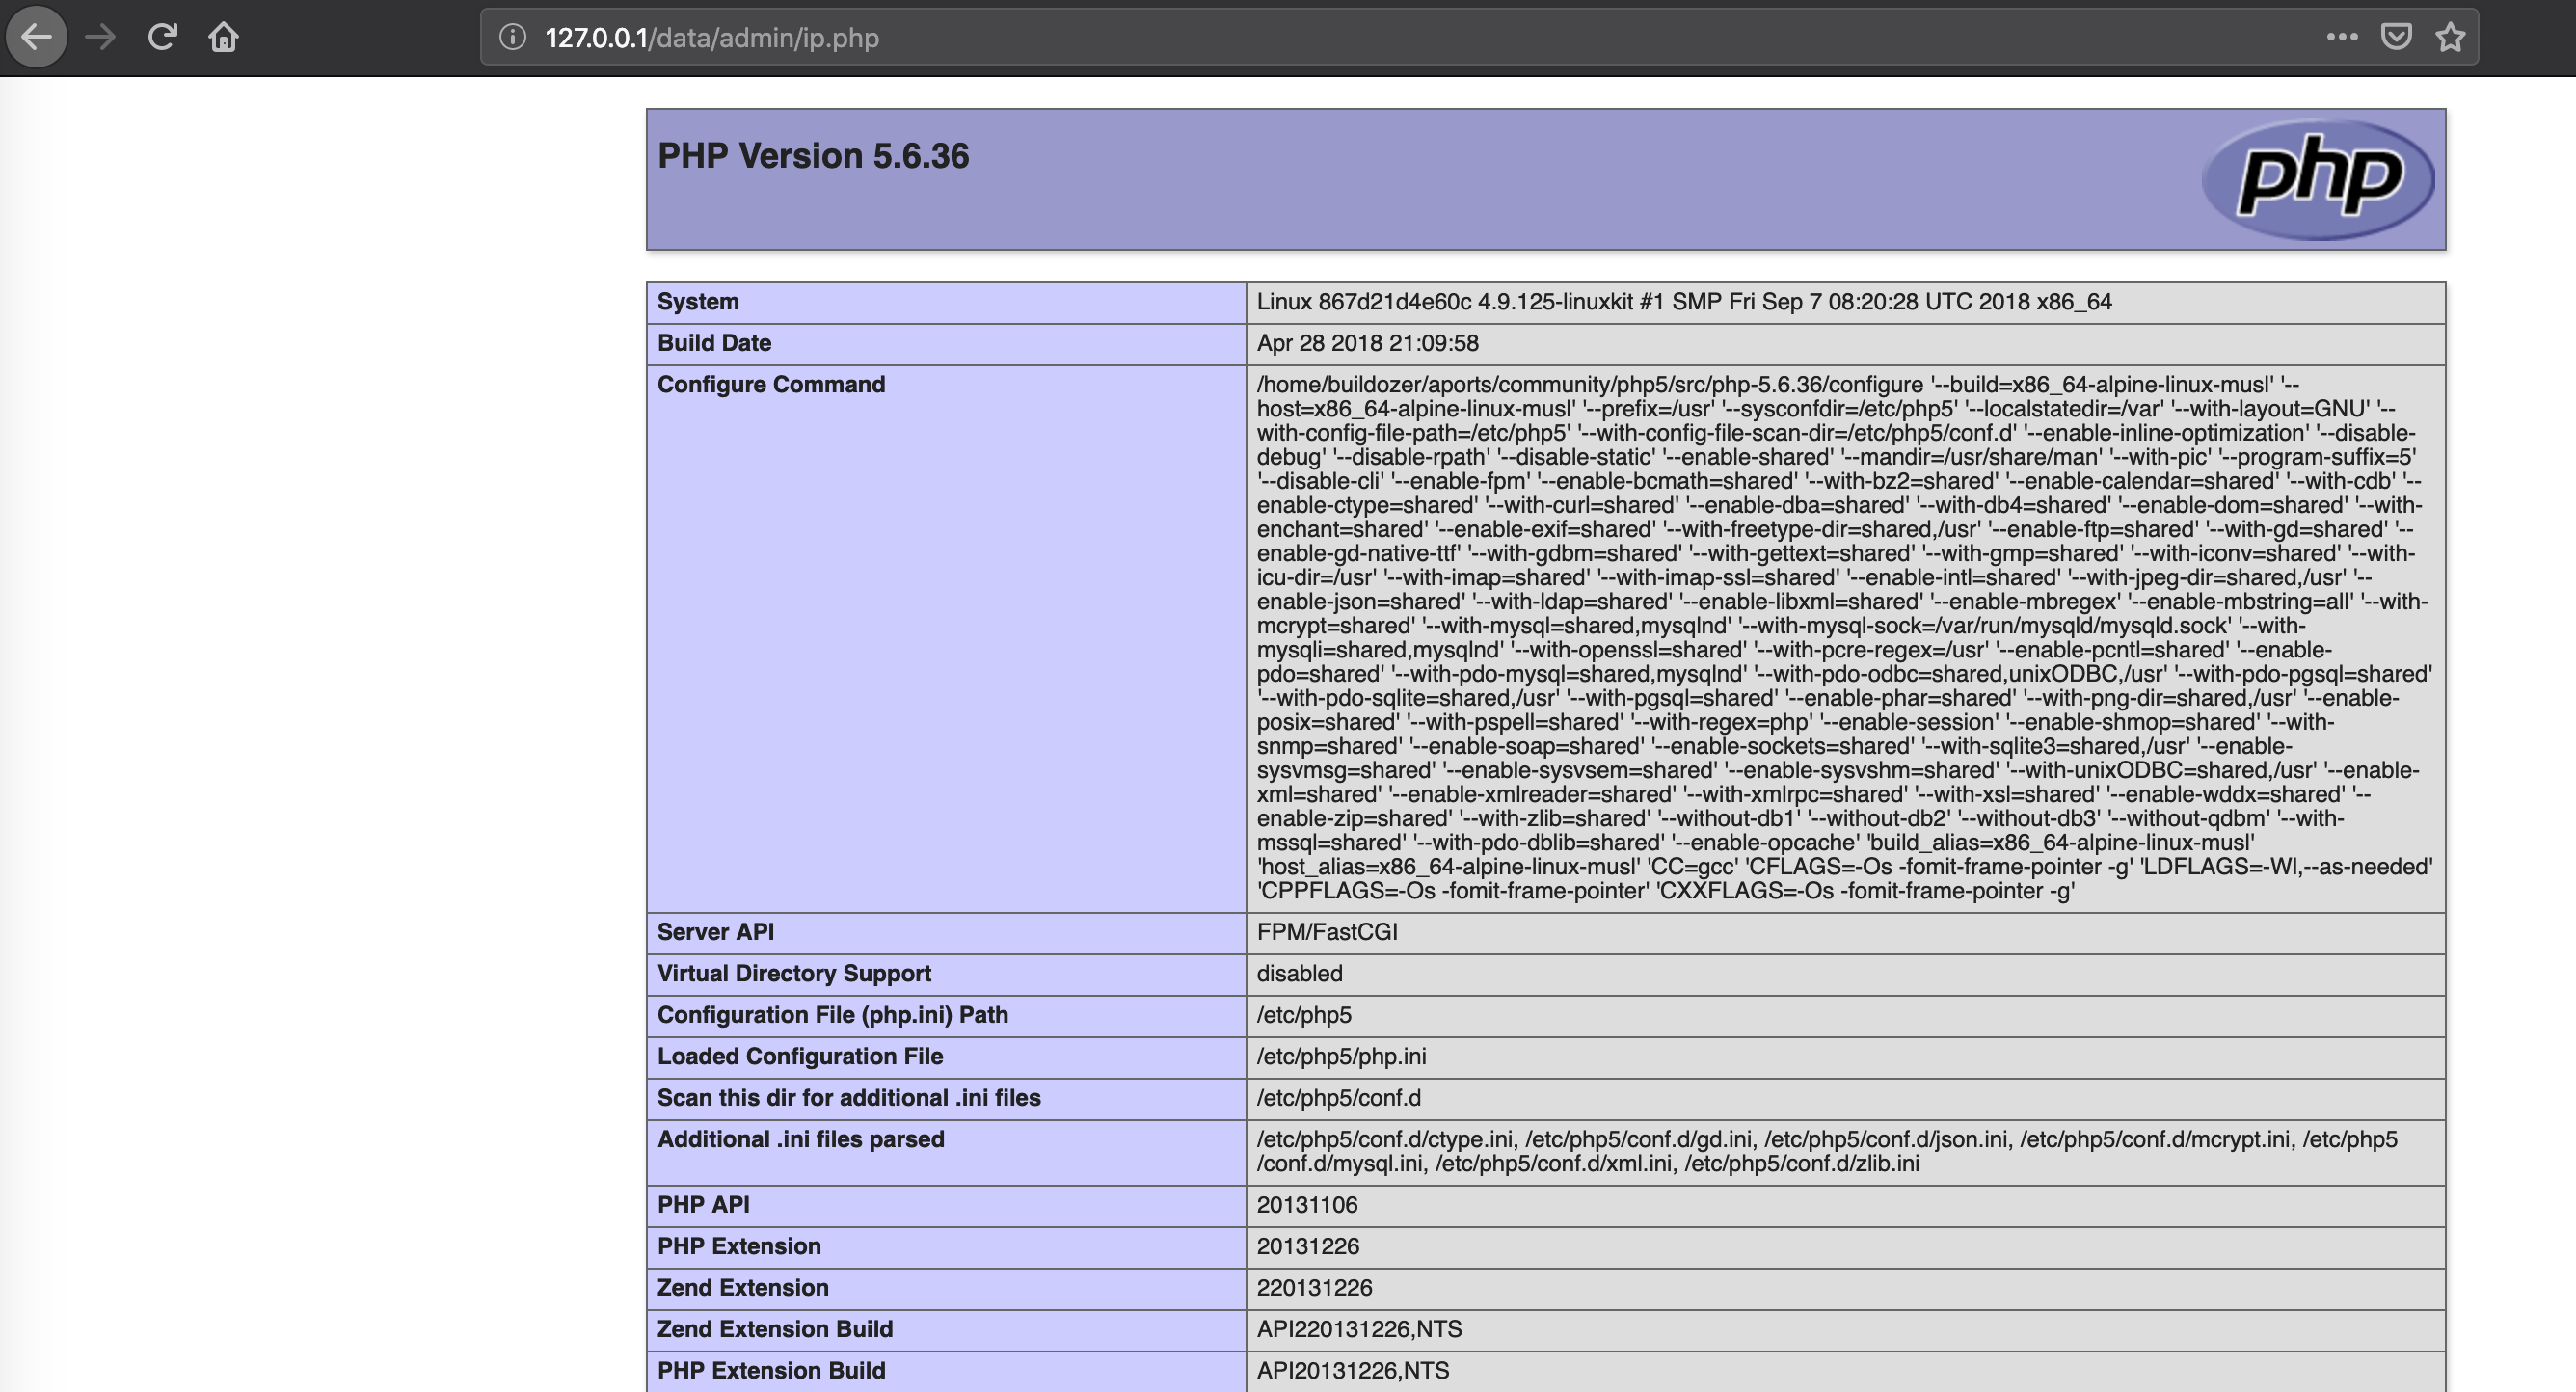 127.0.0.1/data/admin/ip.php
PHP Version 5.6.36
php
System Linux 867d21d4e60c 4.9.125-linuxkit #1 SMP Fri Sep 7 08:20:28 UTC 2018 x86_64
Build Date Apr 28 2018 21:09:58
Configure Command /home/buildozer/aports/community/php5/src/php-5.6.36/configure '--build=x86_64-alpine-linux-musl' '--
host=x86_64-alpine-linux-musl' '--prefix=/usr' '--sysconfdir=/etc/php5' '--localstatedir=/var' '--with-layout=GNU' '--
with-config-file-path=/etc/php5' '--with-config-file-scan-dir=/etc/php5/conf.d' '--enable-inline-optimization' '--disable-
debug' '--disable-rpath' '--disable-static' '--enable-shared' '--mandir=/usr/share/man' '--with-pic' '--program-suffix=5'
'--disable-cli' '--enable-fpm' '--enable-bcmath=shared' '--with-bz2=shared' '--enable-calendar=shared' '--with-cdb' '--
enable-ctype=shared' '--with-curl=shared' '--enable-dba=shared' '--with-db4=shared' '--enable-dom=shared' '--with-
enchant=shared' '--enable-exif=shared' '--with-freetype-dir=shared,/usr' '--enable-ftp=shared' '--with-gd=shared' '--
enable-gd-native-ttf' '--with-gdbm=shared' '--with-gettext=shared' '--with-gmp=shared' '--with-iconv=shared' '--with-
icu-dir=/usr' '--with-imap=shared' '--with-imap-ssl=shared' '--enable-intl=shared' '--with-jpeg-dir=shared,/usr' '--
enable-json=shared' '--with-ldap=shared' '--enable-libxml=shared' '--enable-mbregex' '--enable-mbstring=all' '--with-
mcrypt=shared' '--with-mysql=shared,mysqlnd' '--with-mysql-sock=/var/run/mysqld/mysqld.sock' '--with-
mysqli=shared,mysqlnd' '--with-openssl=shared' '--with-pcre-regex=/usr' '--enable-pcntl=shared' '--enable-
pdo=shared' '--with-pdo-mysql=shared,mysqlnd' '--with-pdo-odbc=shared,unixODBC,/usr' '--with-pdo-pgsql=shared'
'--with-pdo-sqlite=shared,/usr' '--with-pgsql=shared' '--enable-phar=shared' '--with-png-dir=shared,/usr' '--enable-
posix=shared' '--with-pspell=shared' '--with-regex=php' '--enable-session' '--enable-shmop=shared' '--with-
snmp=shared' '--enable-soap=shared' '--enable-sockets=shared' '--with-sqlite3=shared,/usr' '--enable-
sysvmsg=shared' '--enable-sysvsem=shared' '--enable-sysvshm=shared' '--with-unixODBC=shared,/usr' '--enable-
xml=shared' '--enable-xmlreader=shared' '--with-xmlrpc=shared' '--with-xsl=shared' '--enable-wddx=shared' '--
enable-zip=shared' '--with-zlib=shared' '--without-db1' '--without-db2' '--without-db3' '--without-qdbm' '--with-
mssql=shared' '--with-pdo-dblib=shared' '--enable-opcache' 'build_alias=x86_64-alpine-linux-musl'
'host_alias=x86_64-alpine-linux-musl' 'CC=gcc' 'CFLAGS=-Os -fomit-frame-pointer -g' 'LDFLAGS=-Wl,--as-needed'
'CPPFLAGS=-Os -fomit-frame-pointer' 'CXXFLAGS=-Os -fomit-frame-pointer -g'
Server API FPM/FastCGI
Virtual Directory Support disabled
Configuration File (php.ini) Path /etc/php5
Loaded Configuration File /etc/php5/php.ini
Scan this dir for additional .ini files /etc/php5/conf.d
Additional .ini files parsed /etc/php5/conf.d/ctype.ini, /etc/php5/conf.d/gd.ini, /etc/php5/conf.d/json.ini, /etc/php5/conf.d/mcrypt.ini, /etc/php5
/conf.d/mysql.ini, /etc/php5/conf.d/xml.ini, /etc/php5/conf.d/zlib.ini
PHP API 20131106
PHP Extension 20131226
Zend Extension 220131226
Zend Extension Build API220131226,NTS
PHP Extension Build API20131226,NTS